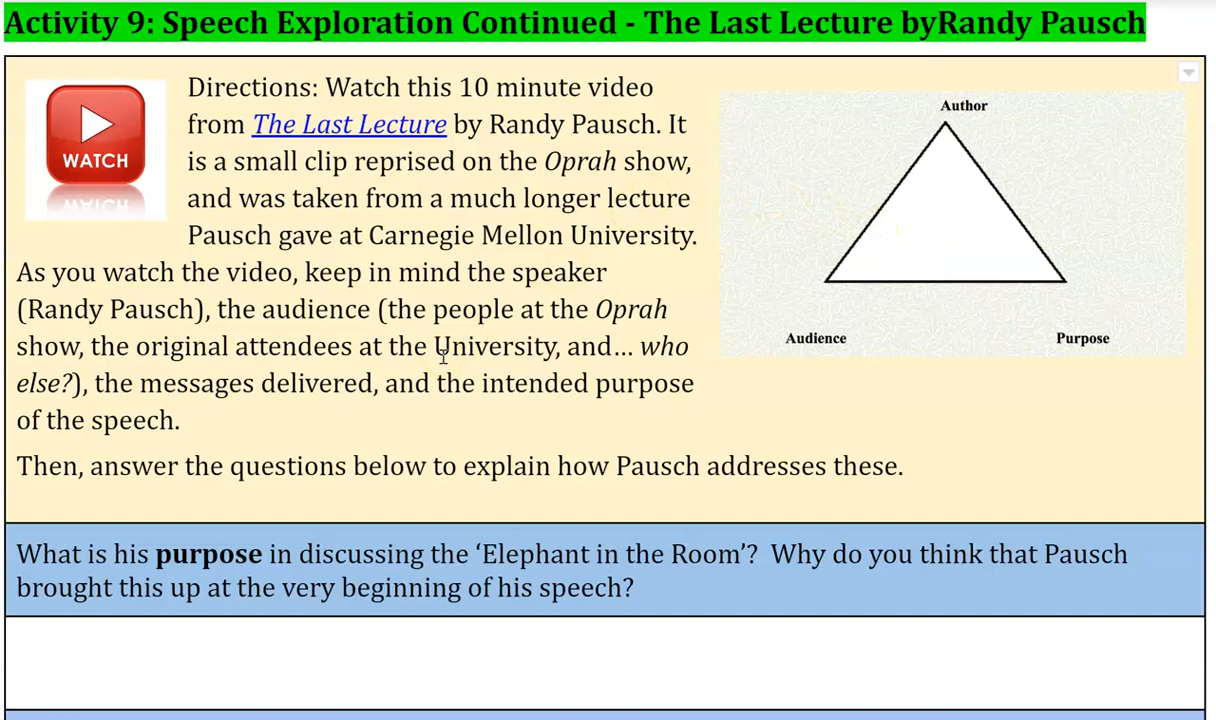 Activity 9: Speech Exploration Continued - The Last Lecture byRandy Pausch
WATCH
Directions: Watch this 10 minute video
from The Last Lecture by Randy Pausch. It
is a small clip reprised on the Oprah show,
and was taken from a much longer lecture
Pausch gave at Carnegie Mellon University.
As you watch the video, keep in mind the speaker
(Randy Pausch), the audience (the people at the Oprah
show, the original attendees at the University, and... who
else?), the messages delivered, and the intended purpose
of the speech.
Then, answer the questions below to explain how Pausch addresses these.
Author
Audience
Purpose
What is his purpose in discussing the ‘Elephant in the Room’?  Why do you think that Pausch
brought this up at the very beginning of his speech?